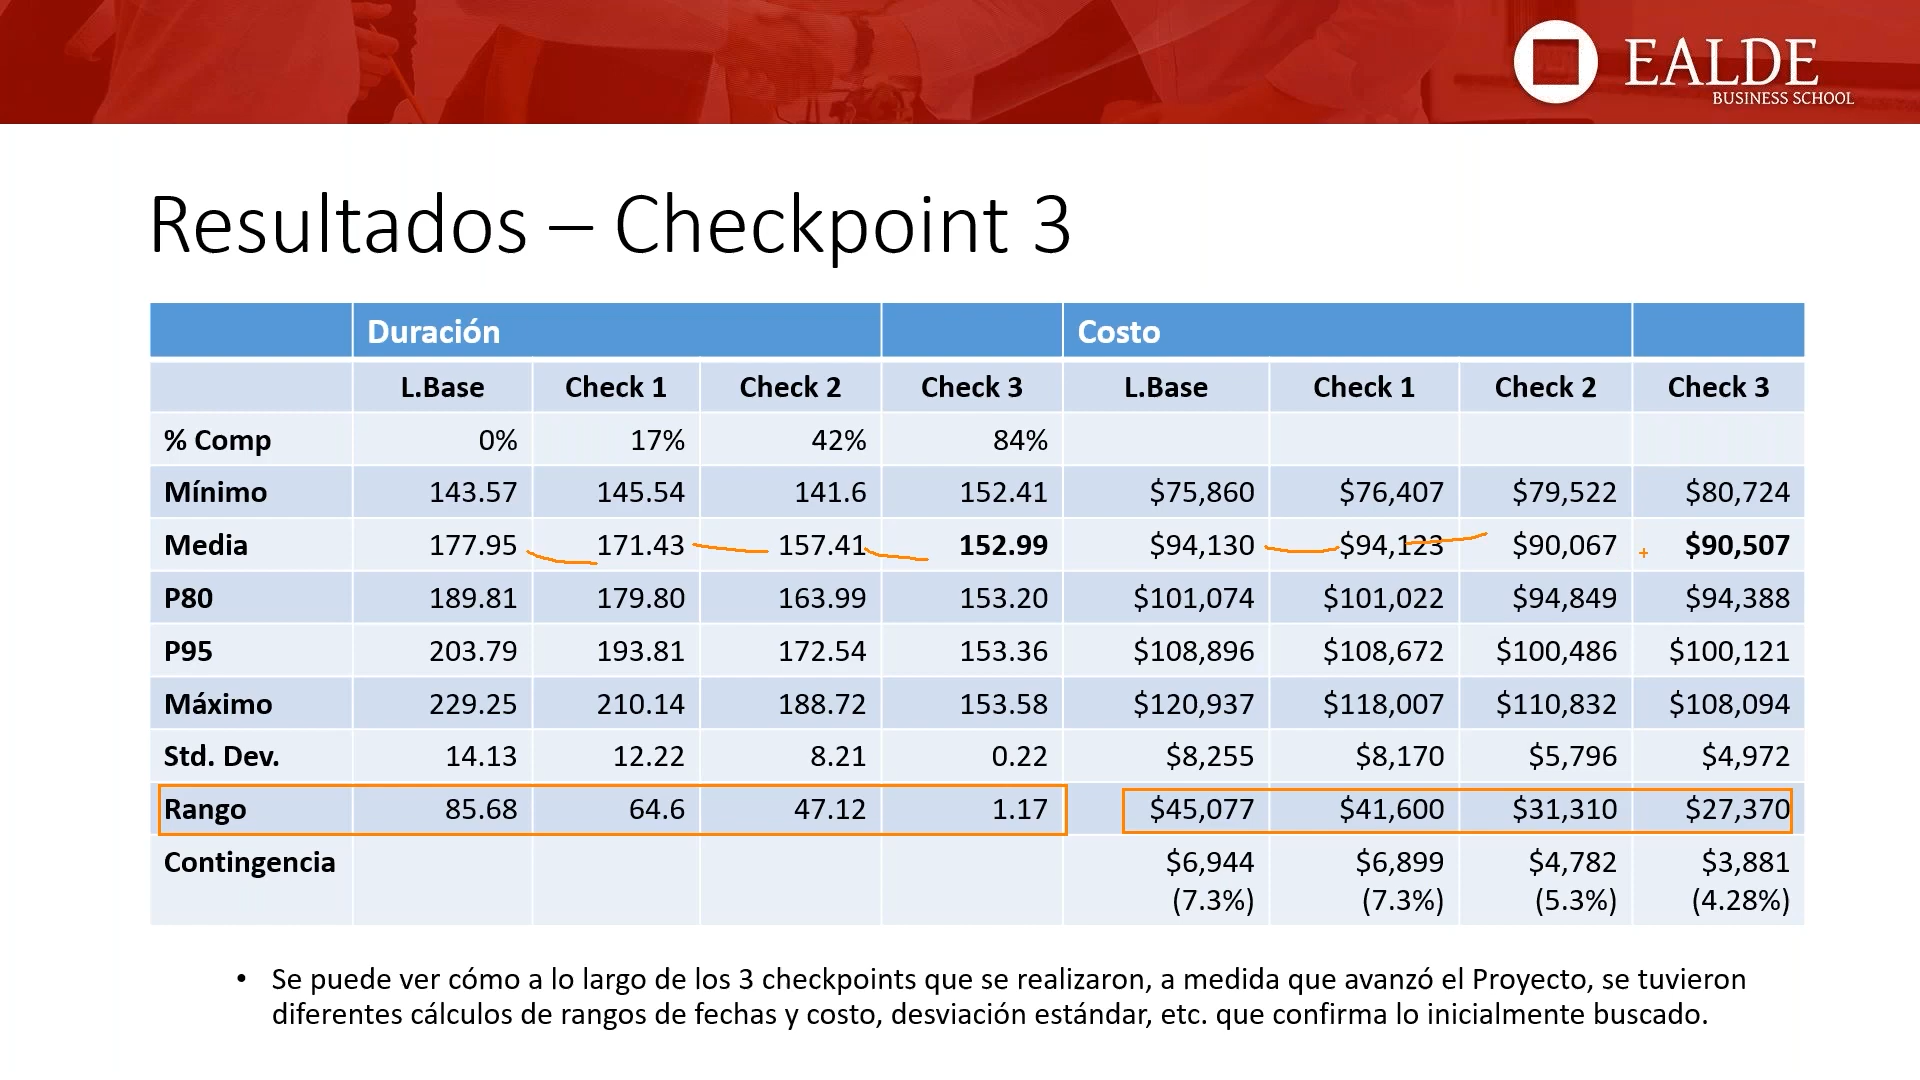 EALDE
BUSINESS SCHOOL
Resultados – Checkpoint 3
Duración Costo
L.Base Check 1 Check 2 Check 3 L.Base Check 1 Check 2 Check 3
% Comp 0% 17% 42% 84%
Mínimo 143.57 145.54 141.6 152.41 $75,860 $76,407 $79,522 $80,724
Media 177.95 171.43 157.41 152.99 $94,130 $94,123 $90,067 $90,507
P80 189.81 179.80 163.99 153.20 $101,074 $101,022 $94,849 $94,388
P95 203.79 193.81 172.54 153.36 $108,896 $108,672 $100,486 $100,121
Máximo 229.25 210.14 188.72 153.58 $120,937 $118,007 $110,832 $108,094
Std. Dev. 14.13 12.22 8.21 0.22 $8,255 $8,170 $5,796 $4,972
Rango 85.68 64.6 47.12 1.17 $45,077 $41,600 $31,310 $27,370
Contingencia $6,944 $6,899 $4,782 $3,881
(7.3%) (7.3%) (5.3%) (4.28%)
• Se puede ver cómo a lo largo de los 3 checkpoints que se realizaron, a medida que avanzó el Proyecto, se tuvieron
diferentes cálculos de rangos de fechas y costo, desviación estándar, etc. que confirma lo inicialmente buscado.